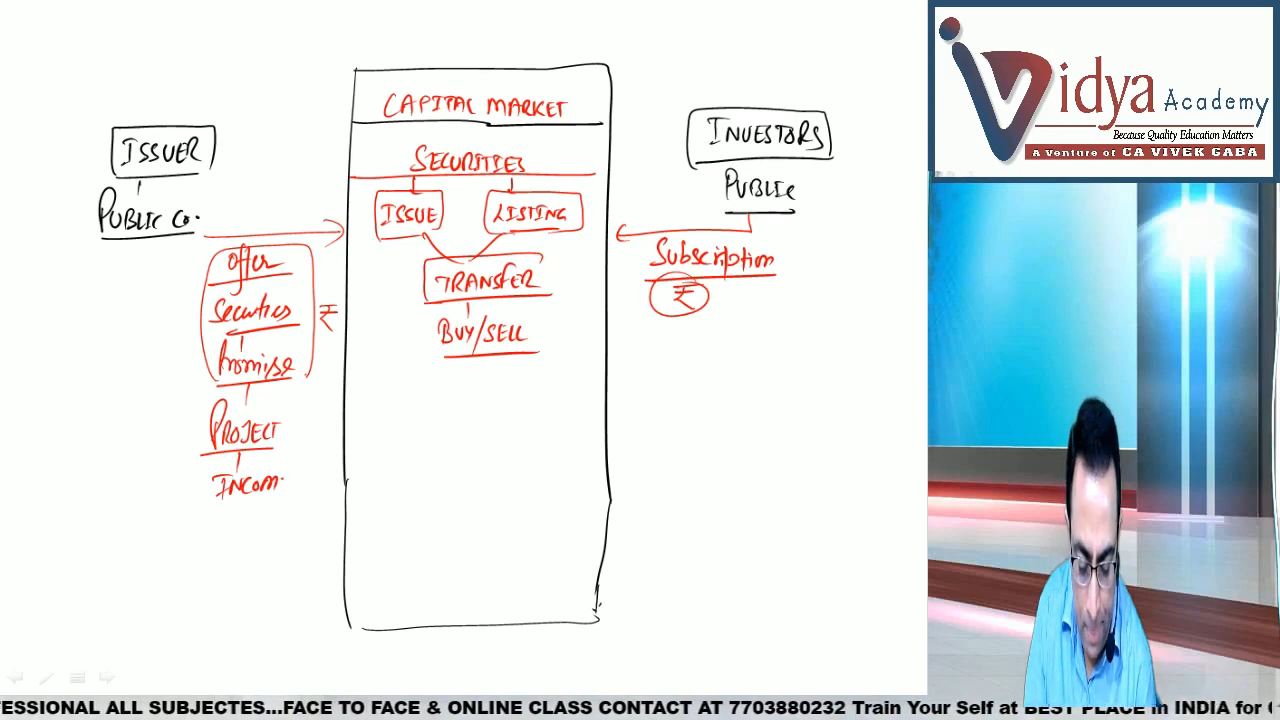 CAPITAL MARKET
SECURITIES
ISSUE
LISTING
TRANSFER
BUY/SELL
ISSUER
PUBLIC Co.
offer
Securities
Promise
₹
PROJECT
INCOM
INVESTORS
PUBLIC
Subscription
₹
Vidya Academy
Because Quality Education Matters
A Venture of CA VIVEK GABA
FESSIONAL ALL SUBJECTES...FACE TO FACE & ONLINE CLASS CONTACT AT 7703880232 Train Your Self at BEST PLACE in INDIA for